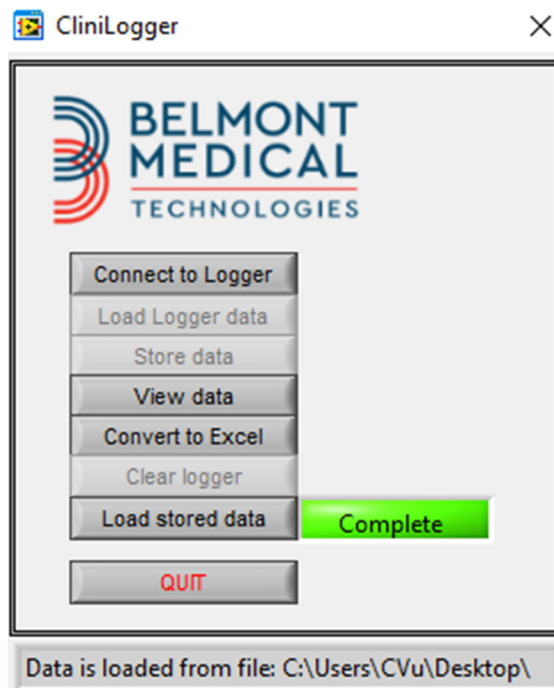 CliniLogger
BELMONT
MEDICAL
TECHNOLOGIES
Connect to Logger
Load Logger data
Store data
View data
Convert to Excel
Clear logger
Load stored data
Complete
QUIT
Data is loaded from file: C:\Users\CVu\Desktop\